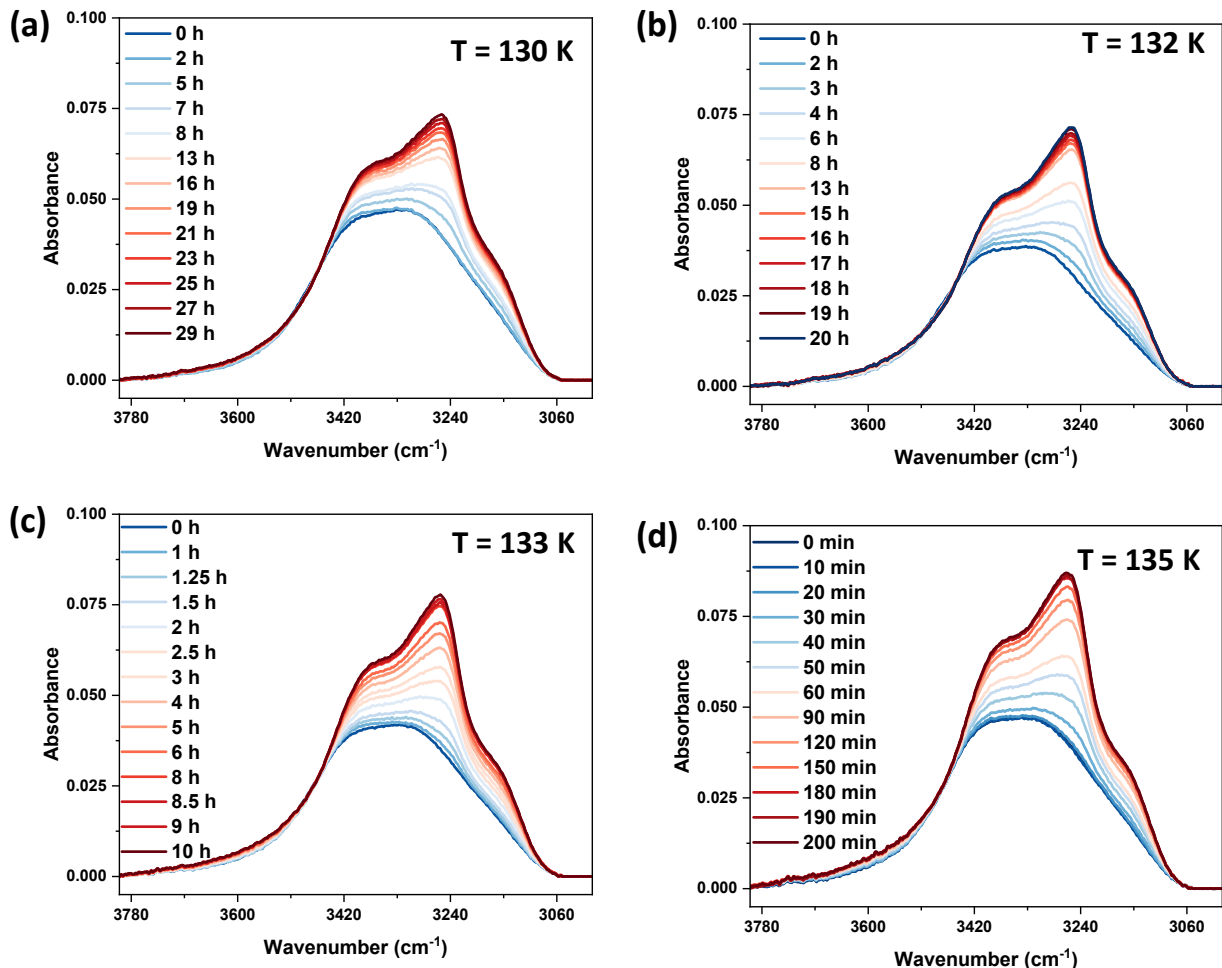 (a)
T = 130 K
0 h
2 h
5 h
7 h
8 h
13 h
16 h
19 h
21 h
23 h
25 h
27 h
29 h
Absorbance
0.100
0.075
0.050
0.025
0.000
3780 3600 3420 3240 3060
Wavenumber (cm⁻¹)
(b)
T = 132 K
0 h
2 h
3 h
4 h
6 h
8 h
13 h
15 h
16 h
17 h
18 h
19 h
20 h
Absorbance
0.100
0.075
0.050
0.025
0.000
3780 3600 3420 3240 3060
Wavenumber (cm⁻¹)
(c)
T = 133 K
0 h
1 h
1.25 h
1.5 h
2 h
2.5 h
3 h
4 h
5 h
6 h
8 h
8.5 h
9 h
10 h
Absorbance
0.100
0.075
0.050
0.025
0.000
3780 3600 3420 3240 3060
Wavenumber (cm⁻¹)
(d)
T = 135 K
0 min
10 min
20 min
30 min
40 min
50 min
60 min
90 min
120 min
150 min
180 min
190 min
200 min
Absorbance
0.100
0.075
0.050
0.025
0.000
3780 3600 3420 3240 3060
Wavenumber (cm⁻¹)